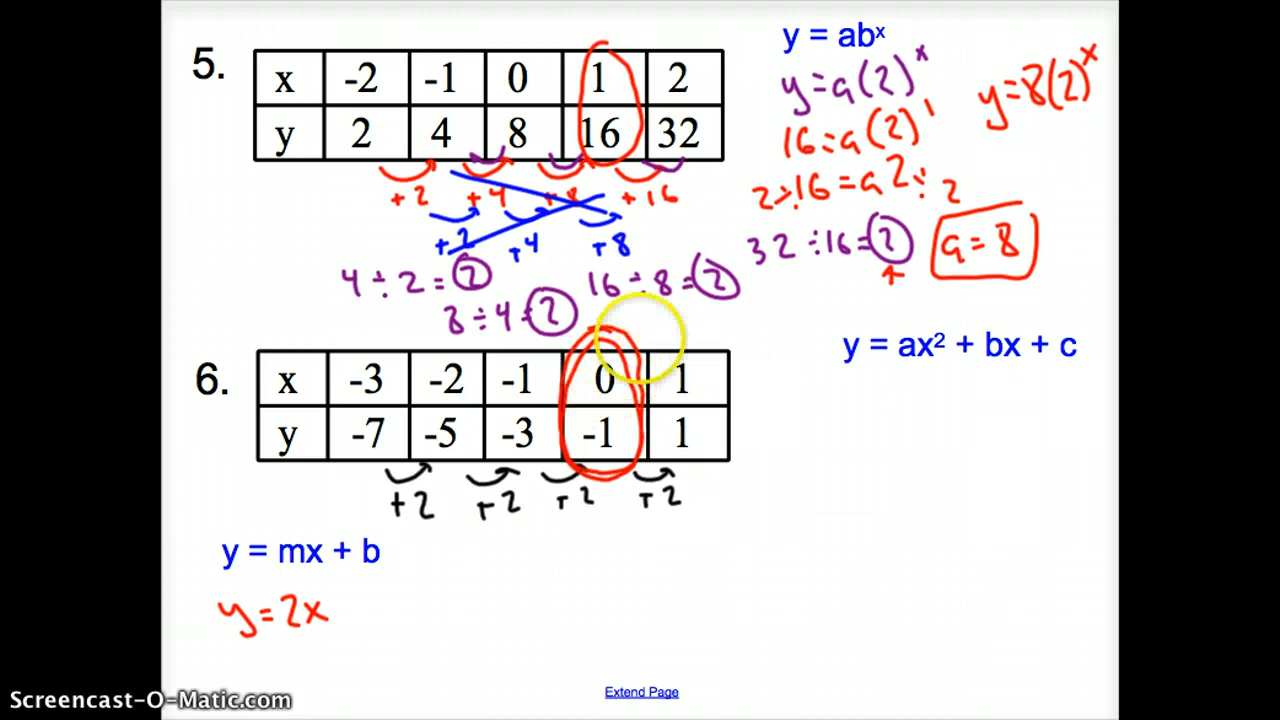 5.
x -2 -1 0 1 2
y 2 4 8 16 32
+2 +4 +8 +16
+2 +4 +8
4 ÷ 2 = 2
8 ÷ 4 = 2
16 ÷ 8 = 2
32 ÷ 16 = 2
y = abˣ
y = a(2)ˣ
16 = a(2)¹
2 ÷ 16 = a 2 ÷ 2
a = 8
y = 8(2)ˣ
6.
x -3 -2 -1 0 1
y -7 -5 -3 -1 1
+2 +2 +2 +2
y = ax² + bx + c
y = mx + b
y = 2x
Extend Page
Screencast-O-Matic.com